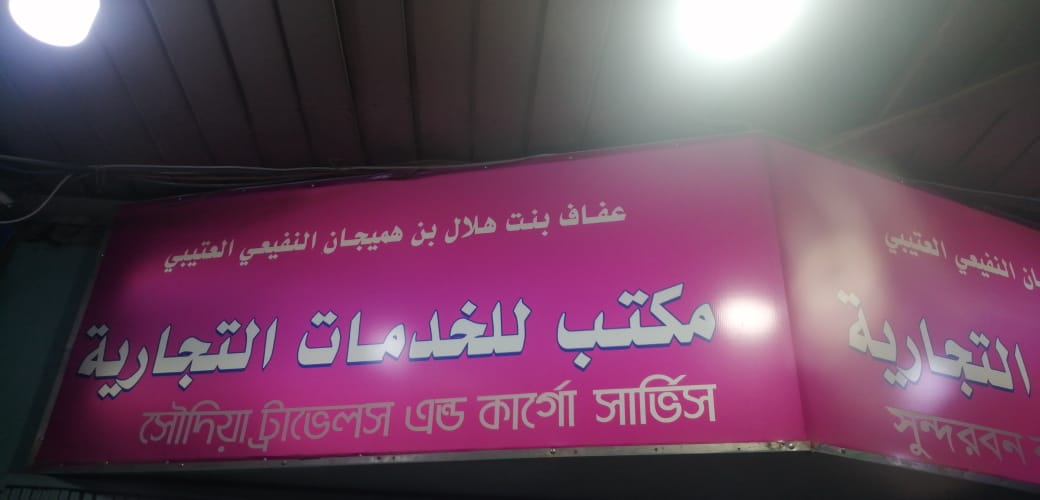 عفاف بنت هلال بن هميجان النفيعي العتيبي
مكتب للخدمات التجارية
সৌদিয়া ট্রাভেলস এন্ড কার্গো সার্ভিস
النفيعي العتيبي
التجارية
সুন্দরবন